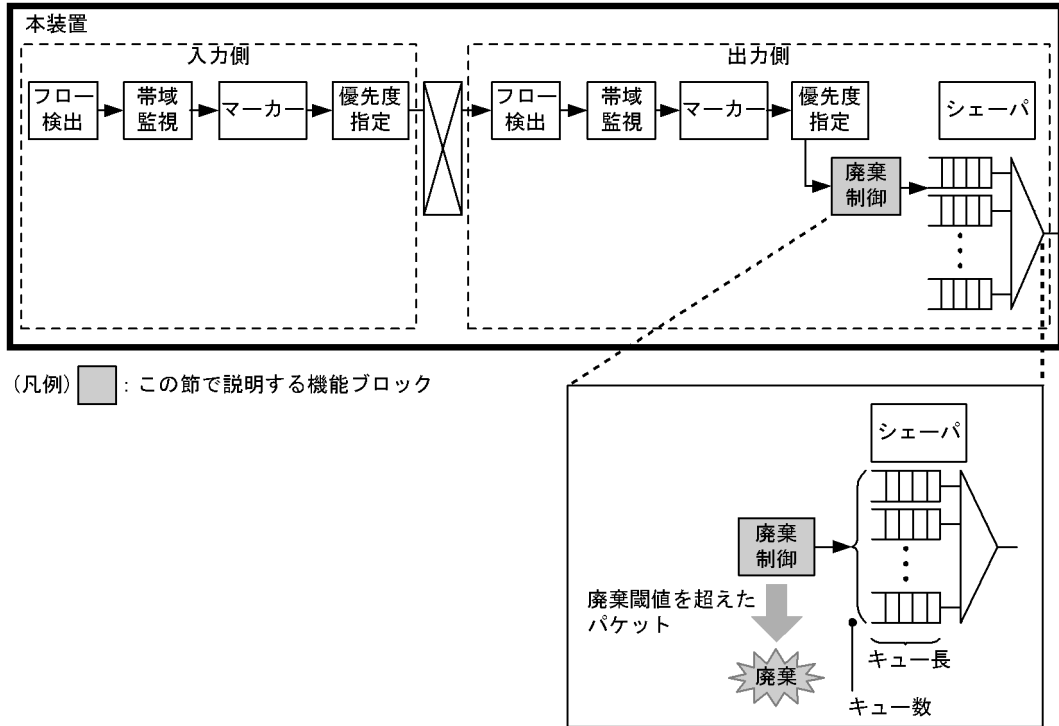 本装置
入力側
出力側
フロー
検出
帯域
監視
マーカー
優先度
指定
フロー
検出
帯域
監視
マーカー
優先度
指定
シェーパ
廃棄
制御
(凡例) : この節で説明する機能ブロック
シェーパ
廃棄
制御
廃棄閾値を超えた
パケット
廃棄
キュー長
キュー数